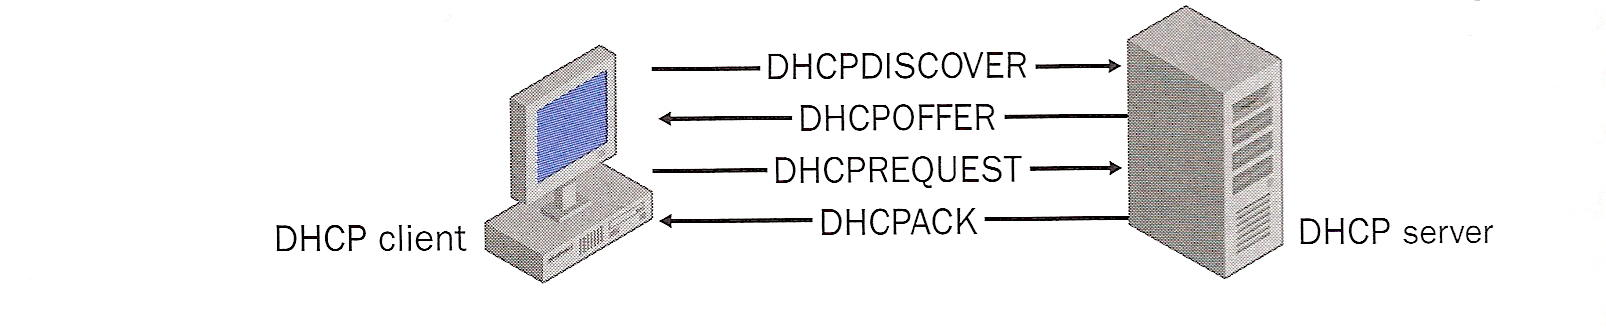 DHCPDISCOVER
DHCPOFFER
DHCPREQUEST
DHCPACK
DHCP client
DHCP server